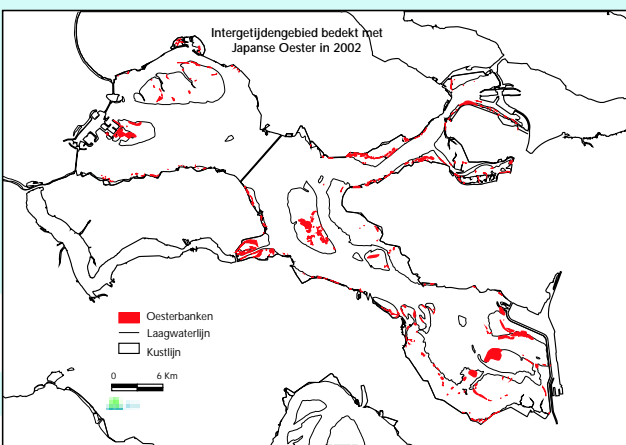 Intergetijdengebied bedekt met
Japanse Oester in 2002
Oesterbanken
Laagwaterlijn
Kustlijn
0 6 Km